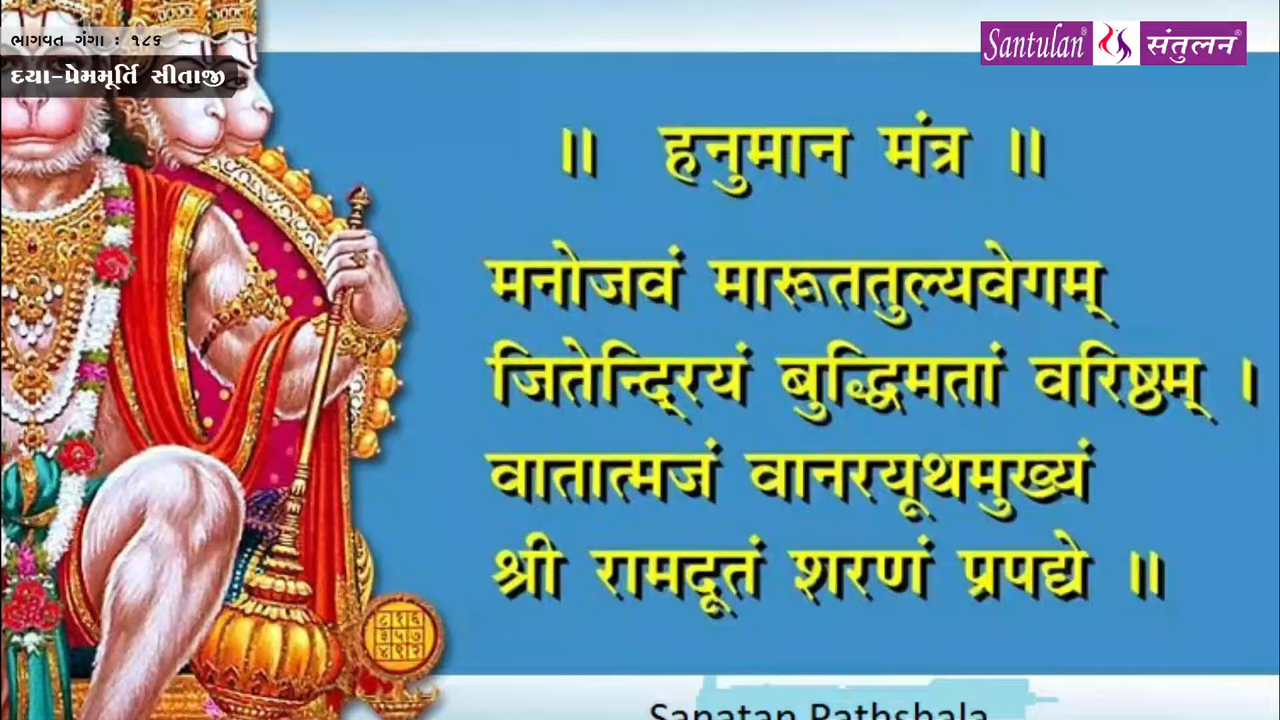 ભાગવત ગંગા : ૧૮૬
દયા-પ્રેમમૂર્તિ સીતાજી
Santulan® સંતુલન®
॥ हनुमान मंत्र ॥
मनोजवं मारूततुल्यवेगम्
जितेन्द्रियं बुद्धिमतां वरिष्ठम् ।
वातात्मजं वानरयूथमुख्यं
श्री रामदूतं शरणं प्रपद्ये ॥
Sanatan Pathshala